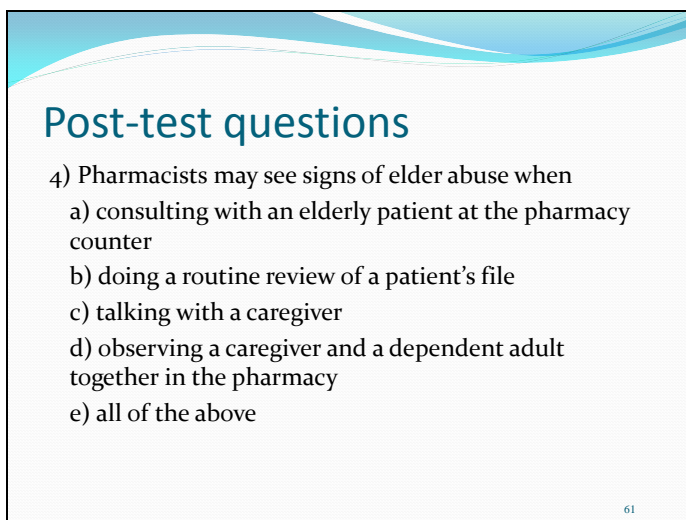 Post-test questions
4) Pharmacists may see signs of elder abuse when
a) consulting with an elderly patient at the pharmacy
counter
b) doing a routine review of a patient’s file
c) talking with a caregiver
d) observing a caregiver and a dependent adult
together in the pharmacy
e) all of the above
61